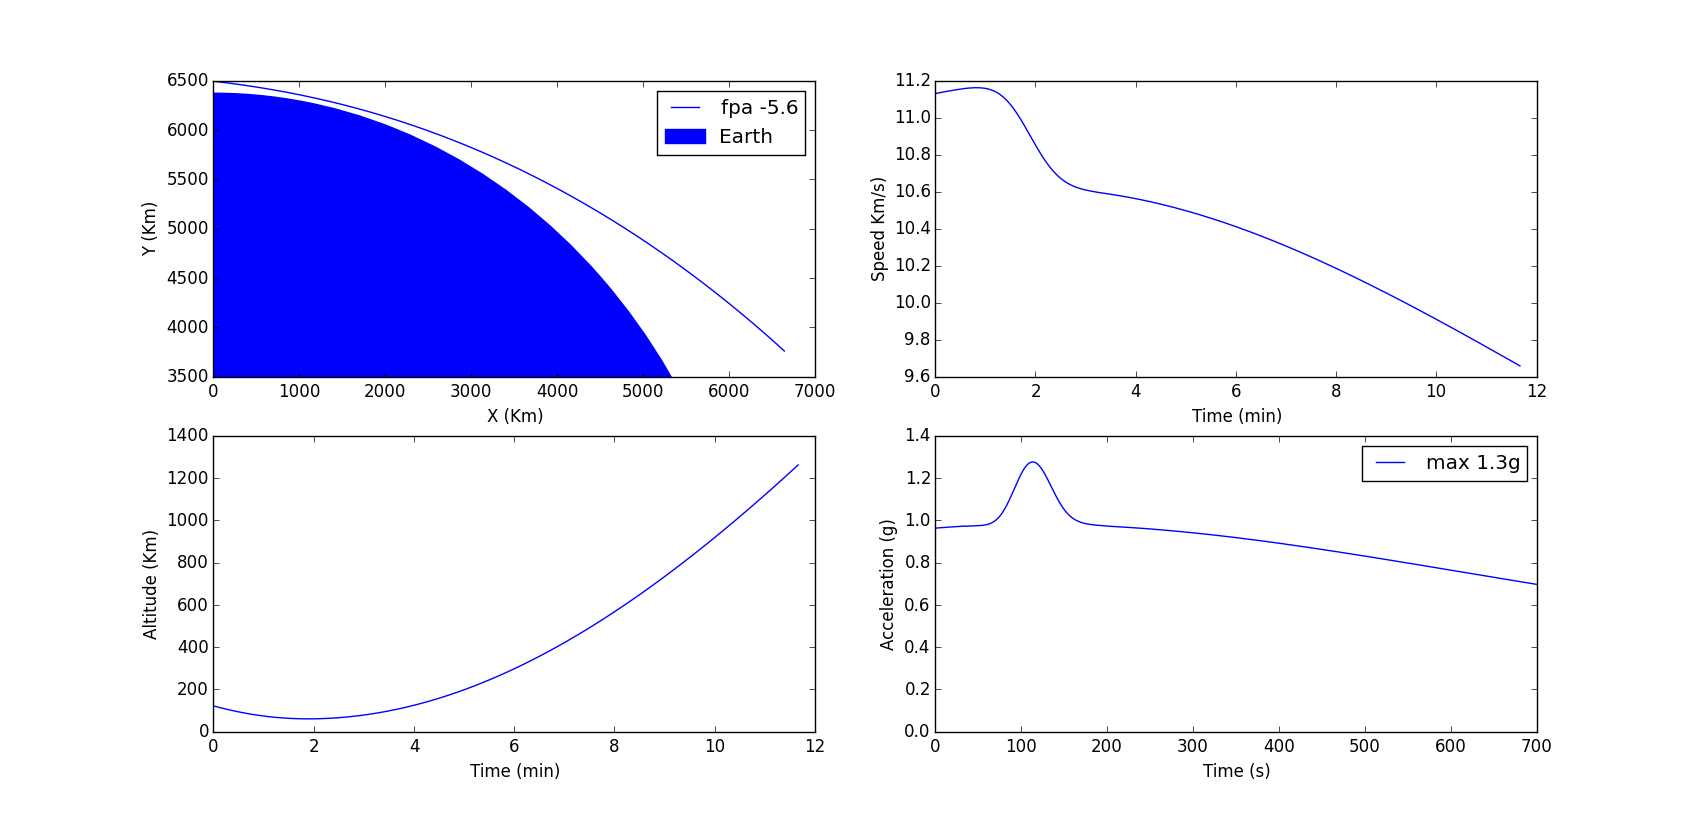 6500
6000
5500
5000
4500
4000
3500
Y (Km)
fpa -5.6
Earth
0 1000 2000 3000 4000 5000 6000 7000
X (Km)
11.2
11.0
10.8
10.6
10.4
10.2
10.0
9.8
9.6
Speed Km/s)
0 2 4 6 8 10 12
Time (min)
1400
1200
1000
800
600
400
200
0
Altitude (Km)
0 2 4 6 8 10 12
Time (min)
1.4
1.2
1.0
0.8
0.6
0.4
0.2
0.0
Acceleration (g)
max 1.3g
0 100 200 300 400 500 600 700
Time (s)